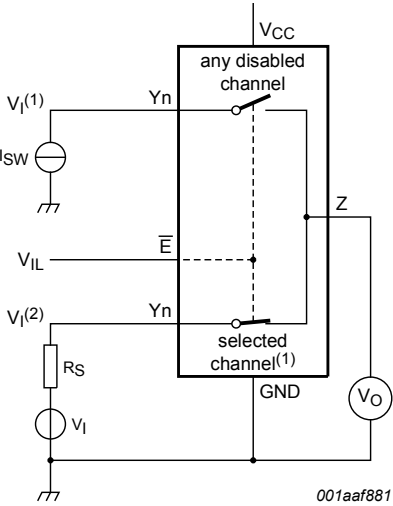 VCC
any disabled
channel
VI(1)
Yn
ISW
Z
E
VIL
VI(2)
Yn
selected
channel(1)
RS
GND
VO
VI
001aaf881